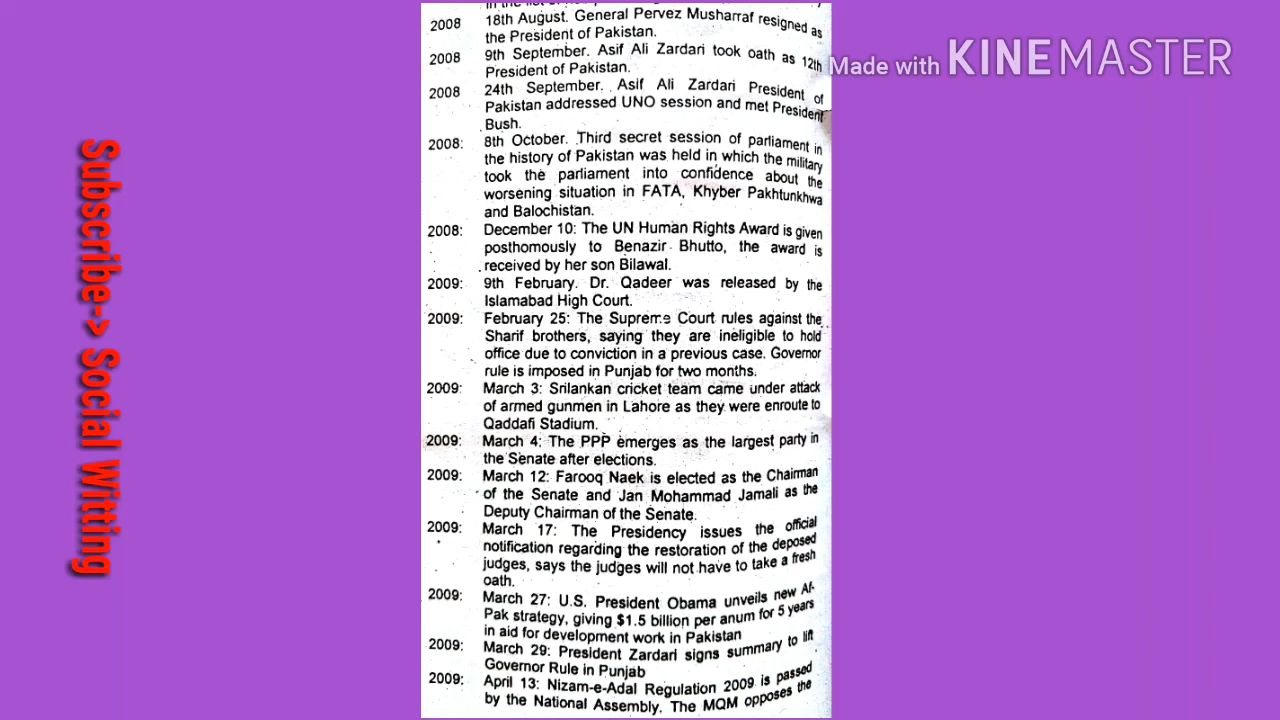 2008 18th August. General Pervez Musharraf resigned as
the President of Pakistan.
2008 9th September. Asif Ali Zardari took oath as 12th
President of Pakistan.
2008 24th September. Asif Ali Zardari President of
Pakistan addressed UNO session and met President
Bush.
2008: 8th October. Third secret session of parliament in
the history of Pakistan was held in which the military
took the parliament into confidence about the
worsening situation in FATA, Khyber Pakhtunkhwa
and Balochistan.
2008: December 10: The UN Human Rights Award is given
posthomously to Benazir Bhutto, the award is
received by her son Bilawal.
2009: 9th February. Dr. Qadeer was released by the
Islamabad High Court.
2009: February 25: The Supreme Court rules against the
Sharif brothers, saying they are ineligible to hold
office due to conviction in a previous case. Governor
rule is imposed in Punjab for two months.
2009: March 3: Srilankan cricket team came under attack
of armed gunmen in Lahore as they were enroute to
Qaddafi Stadium.
2009: March 4: The PPP emerges as the largest party in
the Senate after elections.
2009: March 12: Farooq Naek is elected as the Chairman
of the Senate and Jan Mohammad Jamali as the
Deputy Chairman of the Senate.
2009: March 17: The Presidency issues the official
notification regarding the restoration of the deposed
judges, says the judges will not have to take a fresh
oath.
2009: March 27: U.S. President Obama unveils new Af-
Pak strategy, giving $1.5 billion per anum for 5 years
in aid for development work in Pakistan
2009: March 29: President Zardari signs summary to lift
Governor Rule in Punjab
2009: April 13: Nizam-e-Adal Regulation 2009 is passed
by the National Assembly. The MQM opposes the
Made with KINEMASTER
Subscribe-> Social Witting